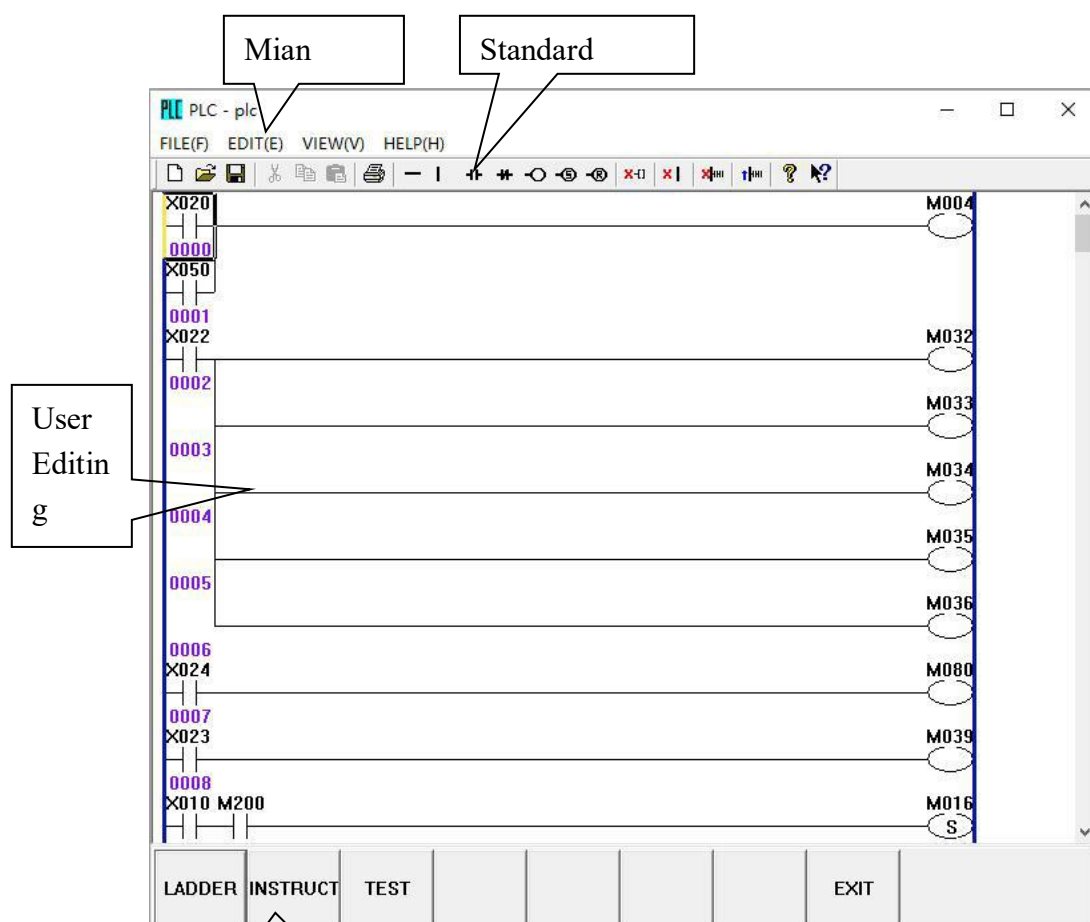 Mian
Standard
PLC PLC - plc
FILE(F) EDIT(E) VIEW(V) HELP(H)
X020 M004
0000
X050
0001
X022 M032
0002
M033
0003
User
Editin
g
M034
0004
M035
0005
M036
0006
X024 M080
0007
X023 M039
0008
X010 M200 M016
S
LADDER INSTRUCT TEST EXIT